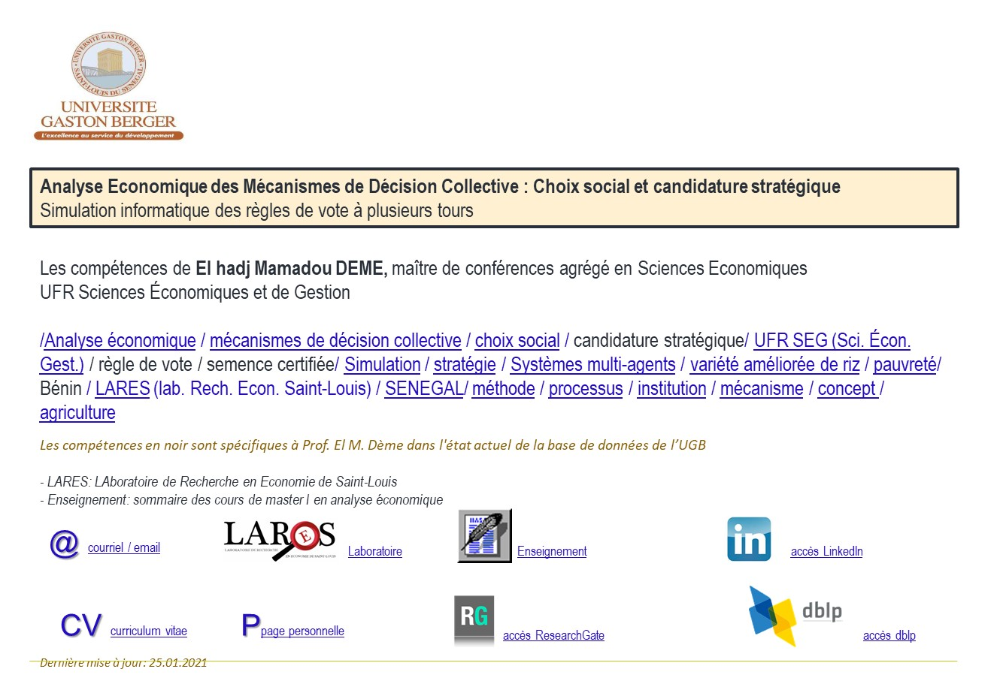 UNIVERSITE GASTON BERGER
SAINT-LOUIS DU SENEGAL
UNIVERSITE
GASTON BERGER
L'excellence au service du développement
Analyse Economique des Mécanismes de Décision Collective : Choix social et candidature stratégique
Simulation informatique des règles de vote à plusieurs tours
Les compétences de El hadj Mamadou DEME, maître de conférences agrégé en Sciences Economiques
UFR Sciences Économiques et de Gestion
/Analyse économique / mécanismes de décision collective / choix social / candidature stratégique/ UFR SEG (Sci. Écon.
Gest.) / règle de vote / semence certifiée/ Simulation / stratégie / Systèmes multi-agents / variété améliorée de riz / pauvreté/
Bénin / LARES (lab. Rech. Econ. Saint-Louis) / SENEGAL/ méthode / processus / institution / mécanisme / concept /
agriculture
Les compétences en noir sont spécifiques à Prof. El M. Dème dans l'état actuel de la base de données de l’UGB
- LARES: LAboratoire de Recherche en Economie de Saint-Louis
- Enseignement: sommaire des cours de master I en analyse économique
@ courriel / email
LARES
LABORATOIRE DE RECHERCHE
EN ECONOMIE DE SAINT-LOUIS
Laboratoire
Enseignement
in
accès LinkedIn
CV curriculum vitae
P page personnelle
RG
accès ResearchGate
dblp
accès dblp
Dernière mise à jour: 25.01.2021